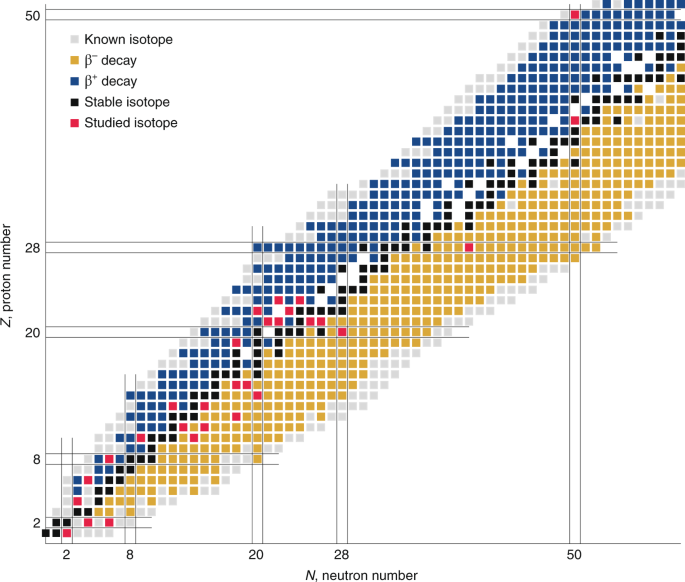 50
Known isotope
β− decay
β+ decay
Stable isotope
Studied isotope
28
20
8
2
Z, proton number
2 8 20 28 50
N, neutron number